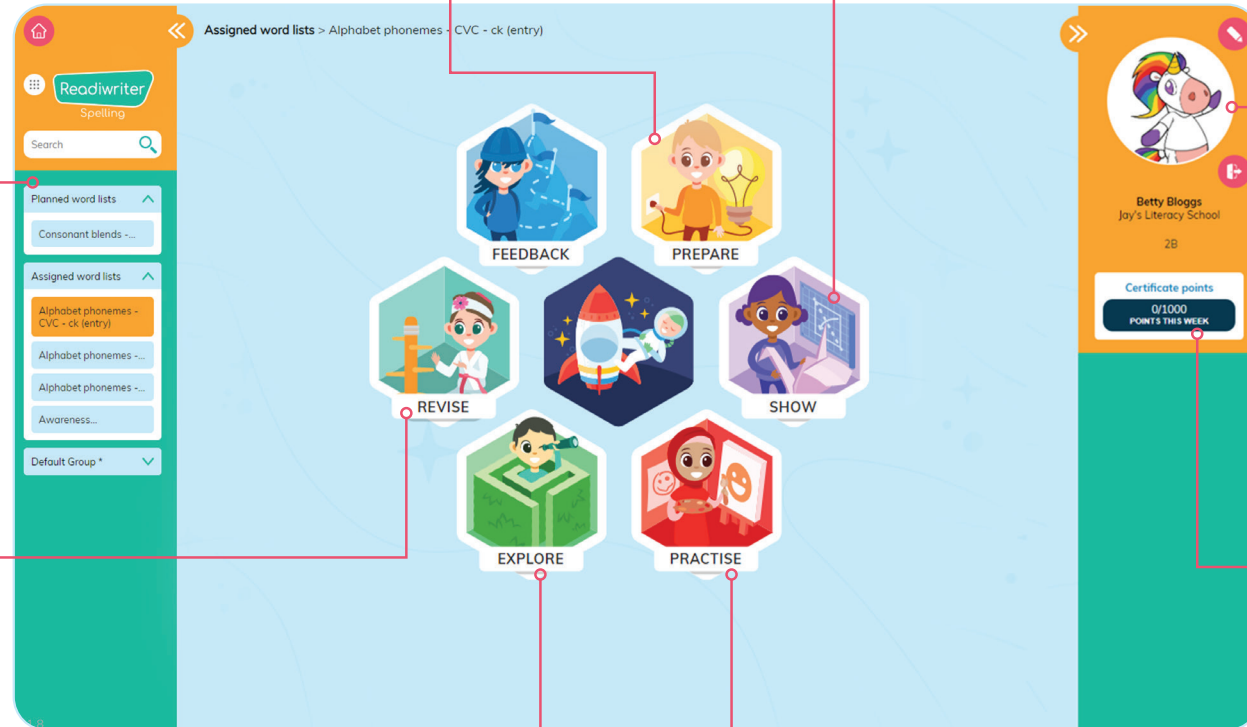 Assigned word lists > Alphabet phonemes - CVC - ck (entry)
Readiwriter
Spelling
Search
Planned word lists
Consonant blends -...
Assigned word lists
Alphabet phonemes -
CVC - ck (entry)
Alphabet phonemes -...
Alphabet phonemes -...
Awareness...
Default Group *
FEEDBACK
PREPARE
REVISE
SHOW
EXPLORE
PRACTISE
Betty Bloggs
Jay's Literacy School
2B
Certificate points
0/1000
POINTS THIS WEEK